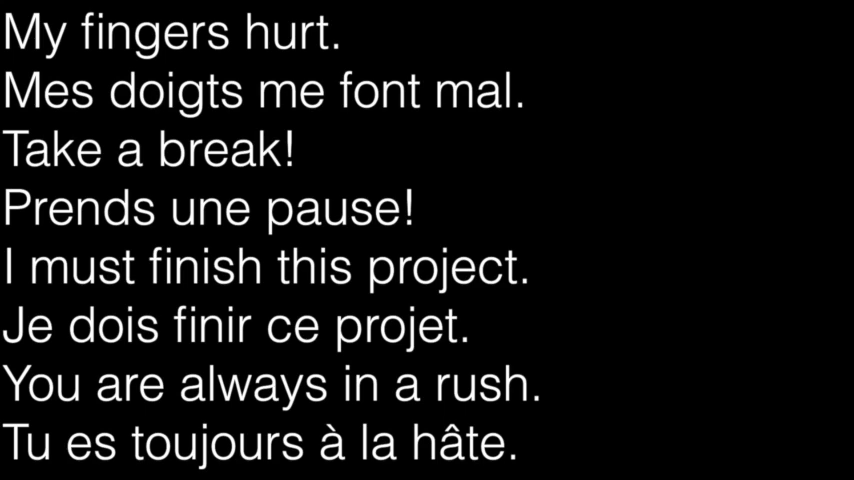 My fingers hurt.
Mes doigts me font mal.
Take a break!
Prends une pause!
I must finish this project.
Je dois finir ce projet.
You are always in a rush.
Tu es toujours à la hâte.